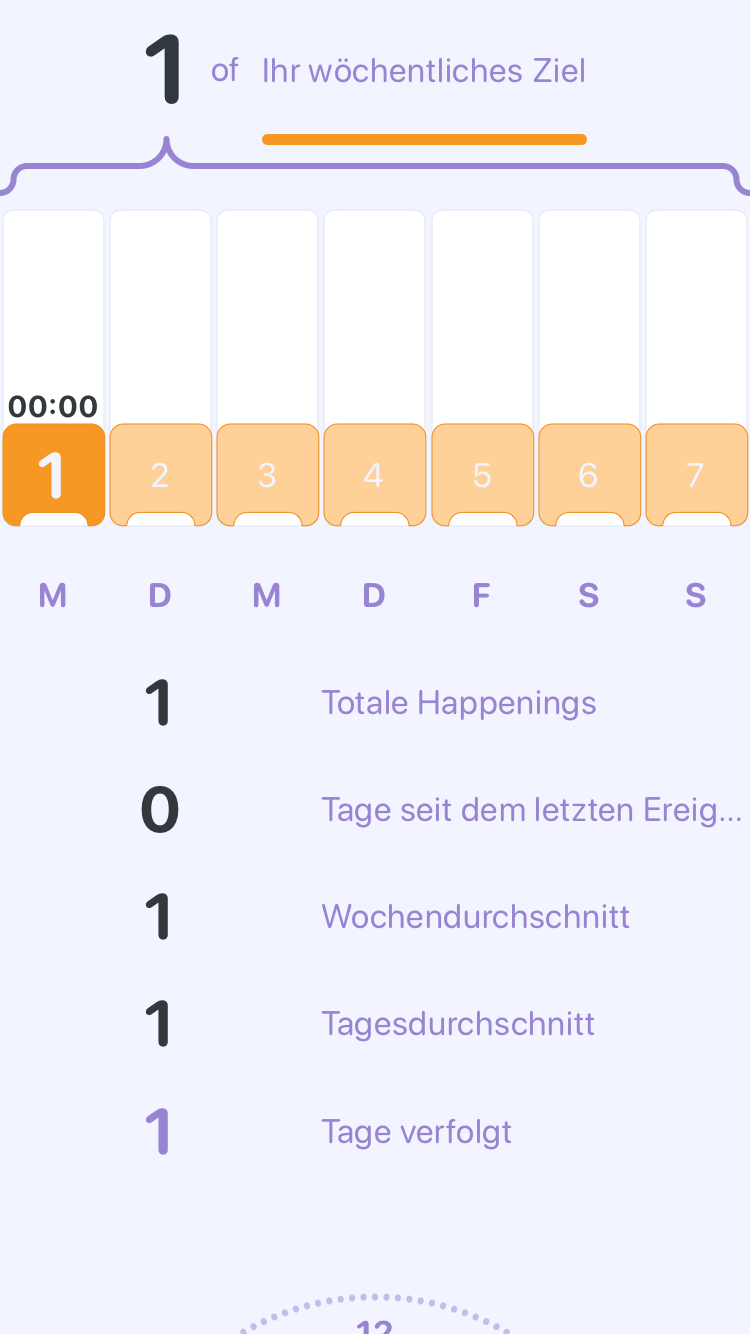 1 of Ihr wöchentliches Ziel
00:00
1 2 3 4 5 6 7
M D M D F S S
1 Totale Happenings
0 Tage seit dem letzten Ereig...
1 Wochendurchschnitt
1 Tagesdurchschnitt
1 Tage verfolgt
12